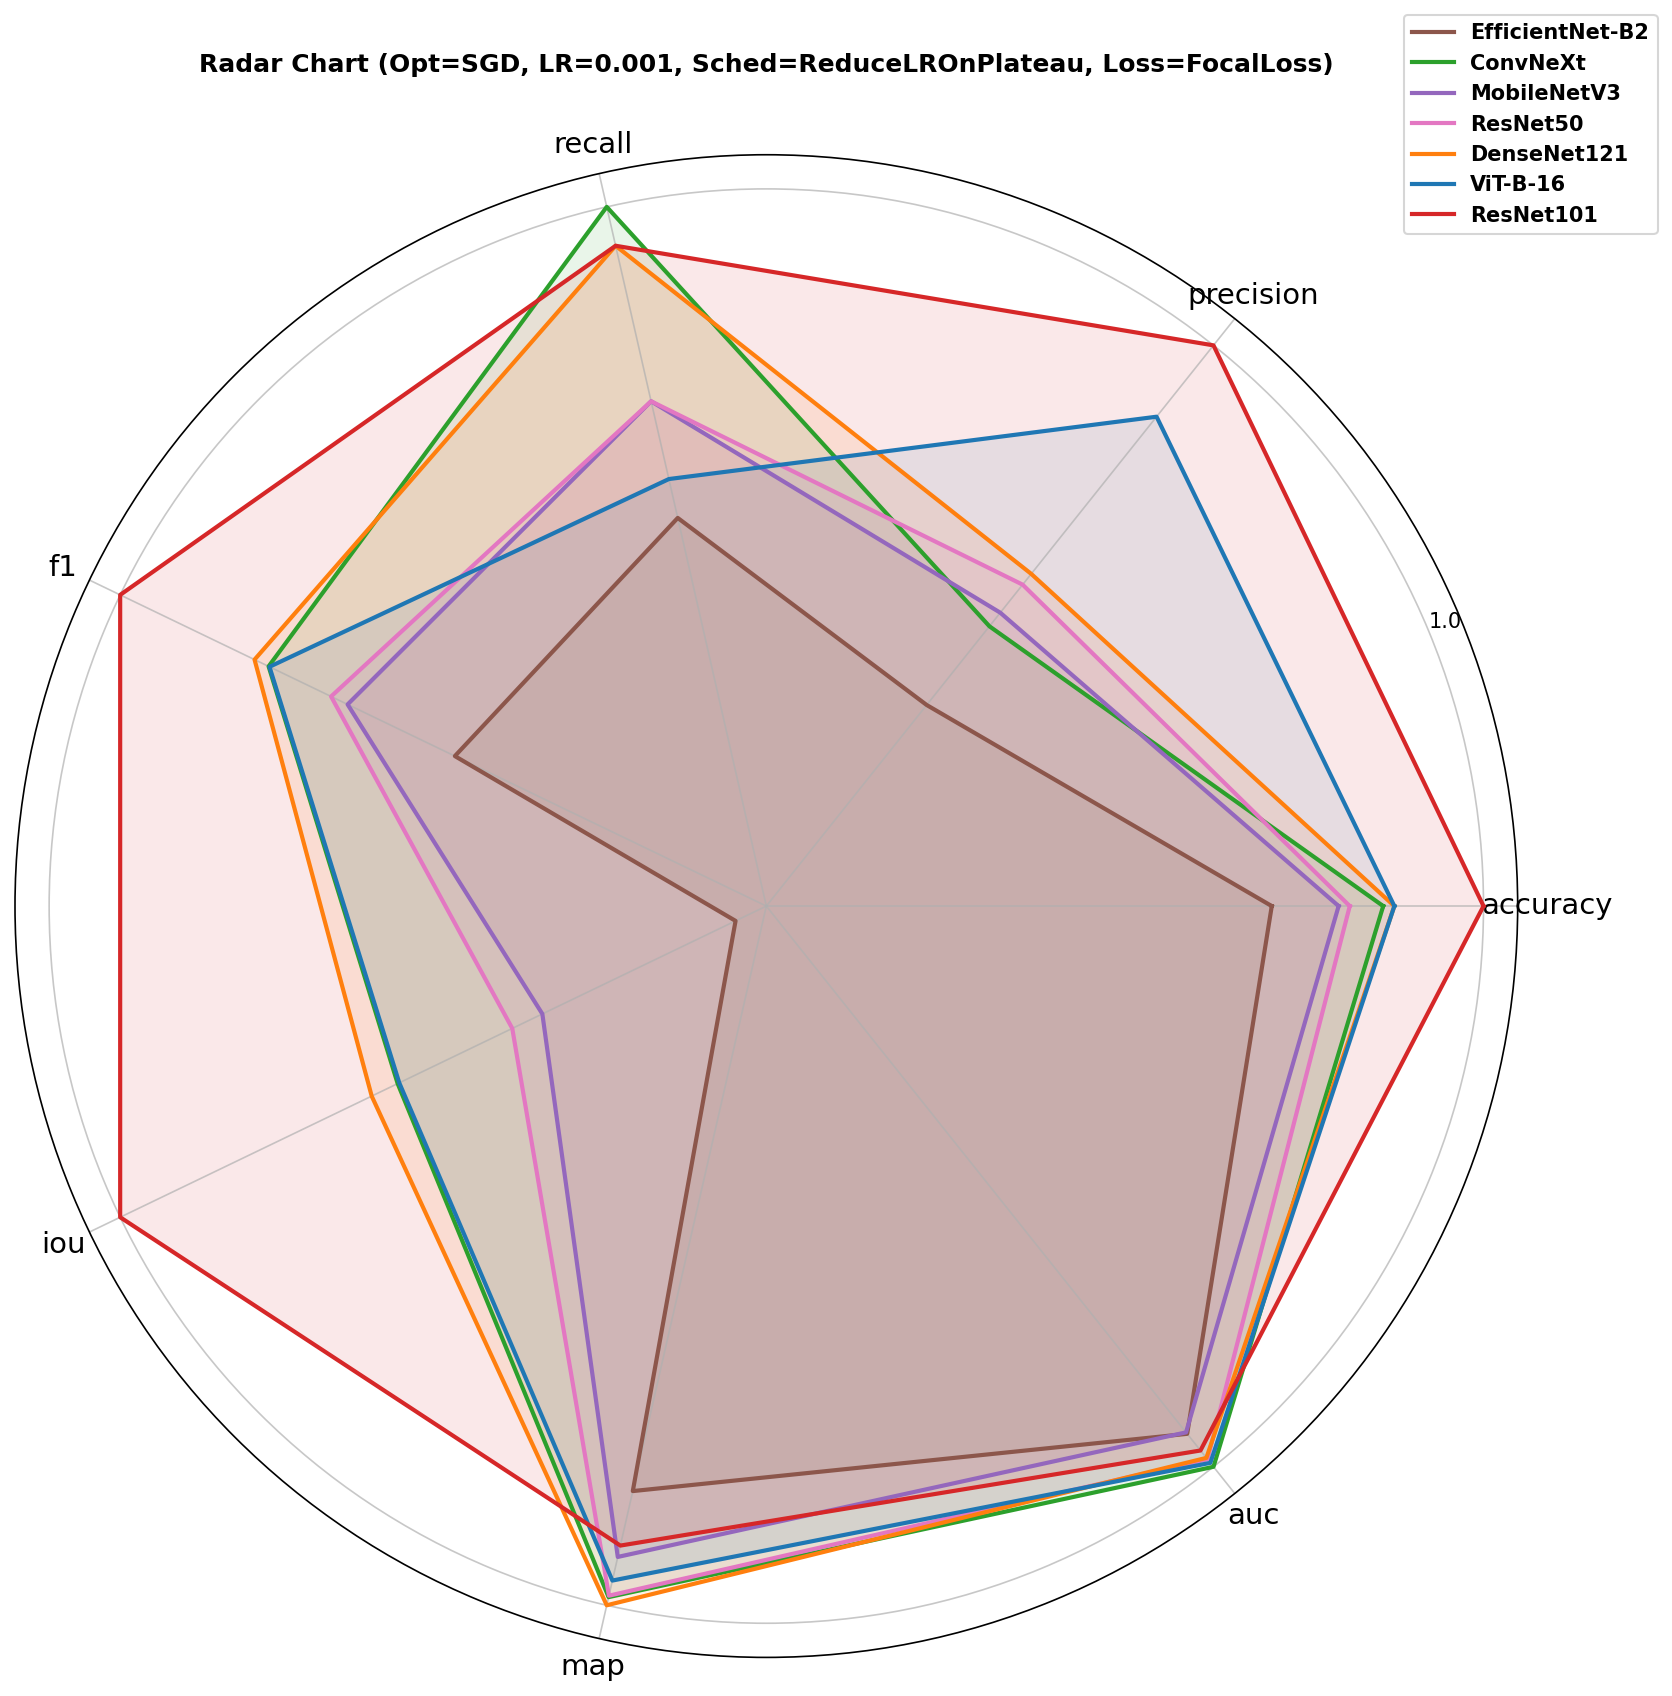 Radar Chart (Opt=SGD, LR=0.001, Sched=ReduceLROnPlateau, Loss=FocalLoss)
EfficientNet-B2
ConvNeXt
MobileNetV3
ResNet50
DenseNet121
ViT-B-16
ResNet101
recall
precision
f1
1.0
accuracy
iou
auc
map